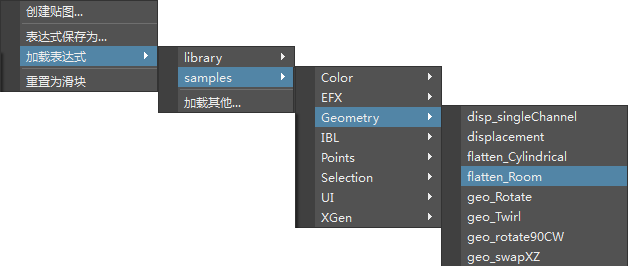 创建贴图...
表达式保存为...
加载表达式
重置为滑块
library
samples
加载其他...
Color
EFX
Geometry
IBL
Points
Selection
UI
XGen
disp_singleChannel
displacement
flatten_Cylindrical
flatten_Room
geo_Rotate
geo_Twirl
geo_rotate90CW
geo_swapXZ